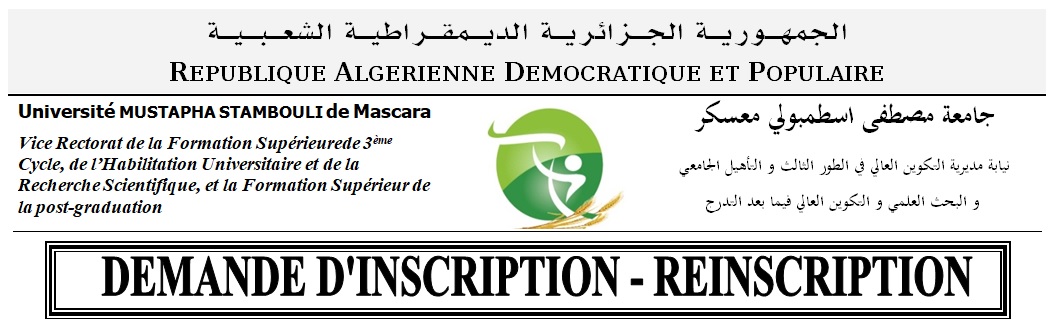 الجمهورية الجزائرية الديمقراطية الشعبية
REPUBLIQUE ALGERIENNE DEMOCRATIQUE ET POPULAIRE
Université MUSTAPHA STAMBOULI de Mascara
Vice Rectorat de la Formation Supérieurede 3ème
Cycle, de l'Habilitation Universitaire et de la
Recherche Scientifique, et la Formation Supérieur de
la post-graduation
جامعة مصطفى اسطمبولي معسكر
نيابة مديرية التكوين العالي في الطور الثالث و التأهيل الجامعي
و البحث العلمي و التكوين العالي فيما بعد التدرج
DEMANDE D'INSCRIPTION - REINSCRIPTION